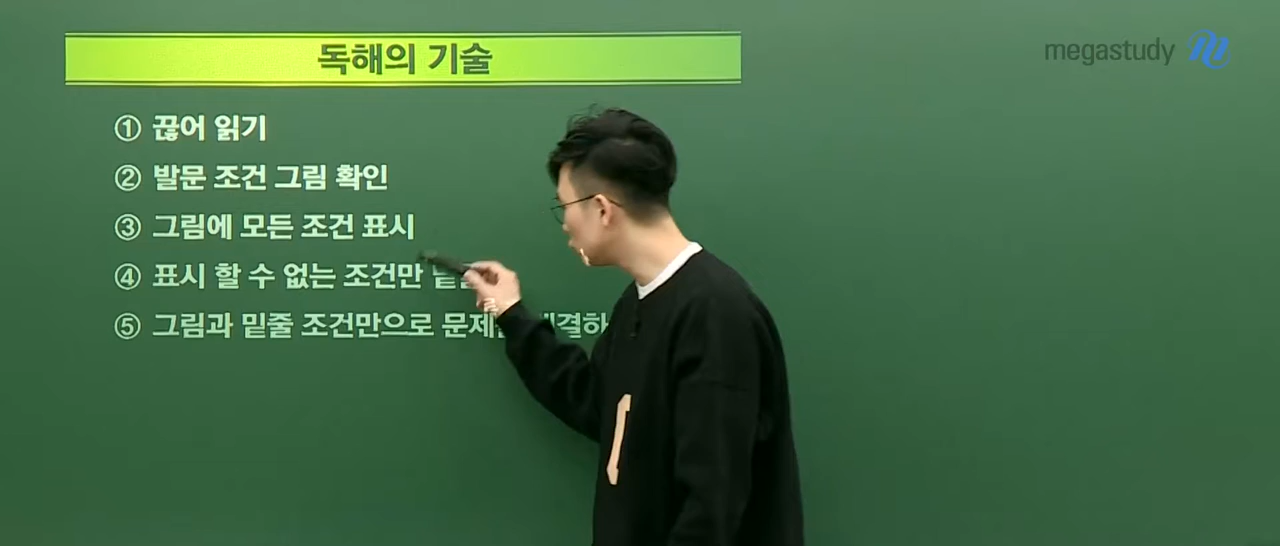 독해의 기술
megastudy
① 끊어 읽기
② 발문 조건 그림 확인
③ 그림에 모든 조건 표시
④ 표시 할 수 없는 조건만
⑤ 그림과 밑줄 조건만으로